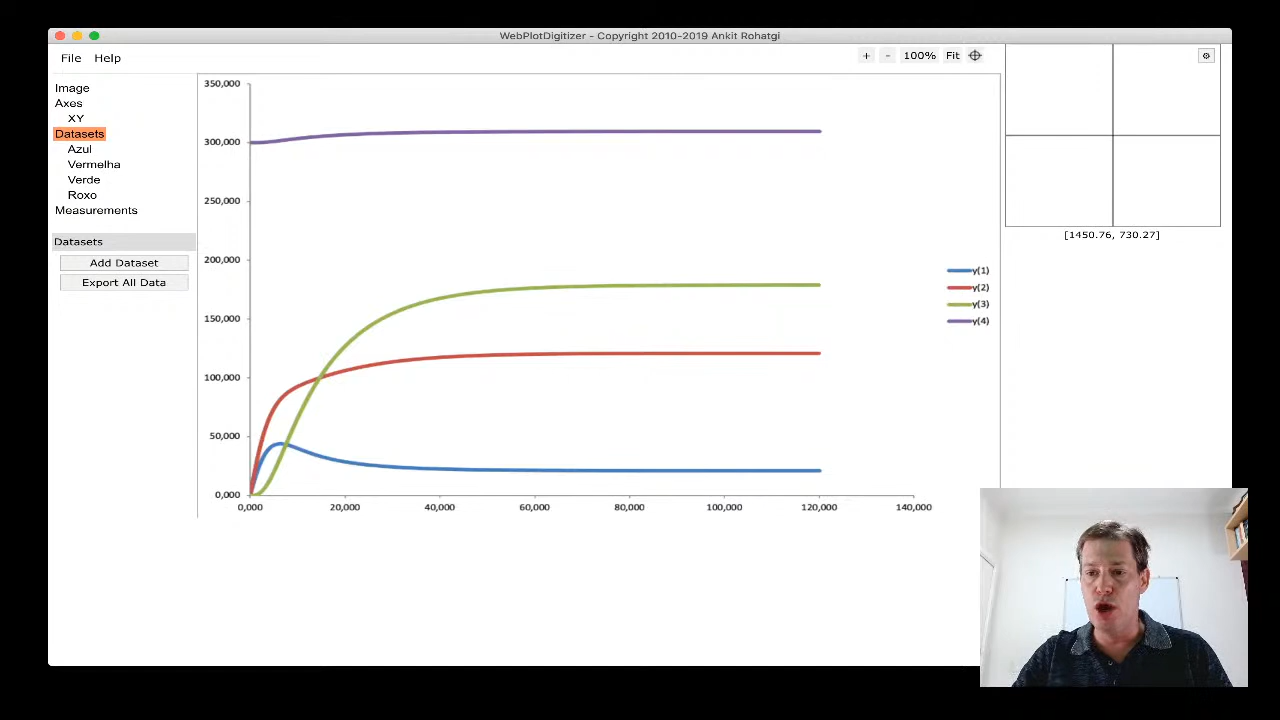 WebPlotDigitizer - Copyright 2010-2019 Ankit Rohatgi
File Help
+ - 100% Fit
Image
Axes
XY
Datasets
Azul
Vermelha
Verde
Roxo
Measurements
Datasets
Add Dataset
Export All Data
350,000
300,000
250,000
200,000
150,000
100,000
50,000
0,000
0,000 20,000 40,000 60,000 80,000 100,000 120,000 140,000
y(1)
y(2)
y(3)
y(4)
[1450.76, 730.27]